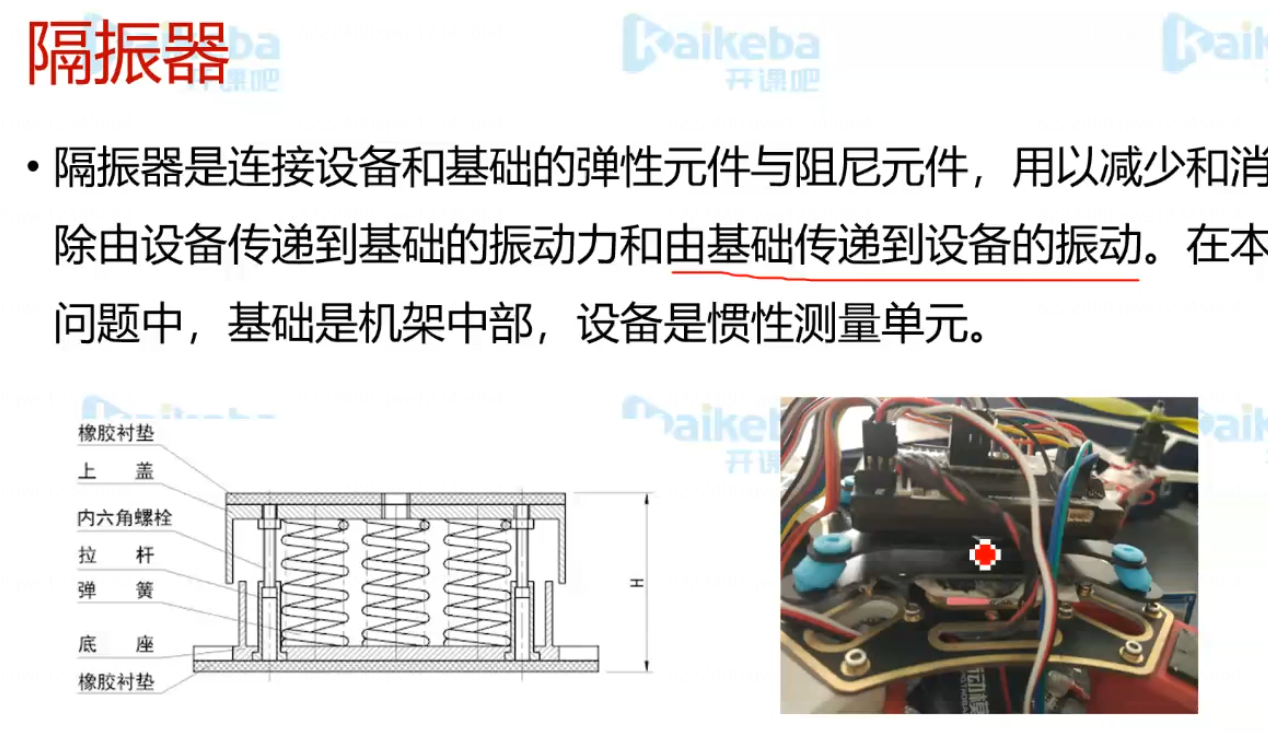 隔振器
Kaikeba
开课吧
aikeba
开课吧
• 隔振器是连接设备和基础的弹性元件与阻尼元件，用以减少和消
除由设备传递到基础的振动力和由基础传递到设备的振动。在本
问题中，基础是机架中部，设备是惯性测量单元。
橡胶衬垫
上 盖
内六角螺栓
拉 杆
弹 簧
底 座
橡胶衬垫
H